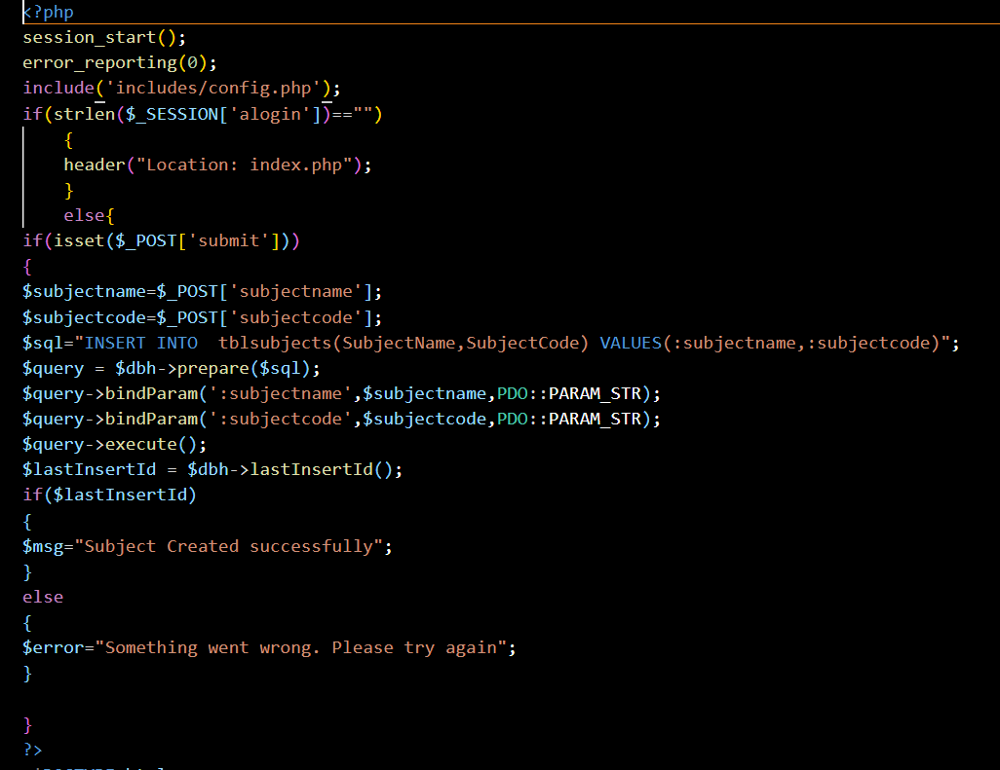 <?php
session_start();
error_reporting(0);
include('includes/config.php');
if(strlen($_SESSION['alogin'])=="")
{
header("Location: index.php");
}
else{
if(isset($_POST['submit']))
{
$subjectname=$_POST['subjectname'];
$subjectcode=$_POST['subjectcode'];
$sql="INSERT INTO  tblsubjects(SubjectName,SubjectCode) VALUES(:subjectname,:subjectcode)";
$query = $dbh->prepare($sql);
$query->bindParam(':subjectname',$subjectname,PDO::PARAM_STR);
$query->bindParam(':subjectcode',$subjectcode,PDO::PARAM_STR);
$query->execute();
$lastInsertId = $dbh->lastInsertId();
if($lastInsertId)
{
$msg="Subject Created successfully";
}
else
{
$error="Something went wrong. Please try again";
}
}
?>